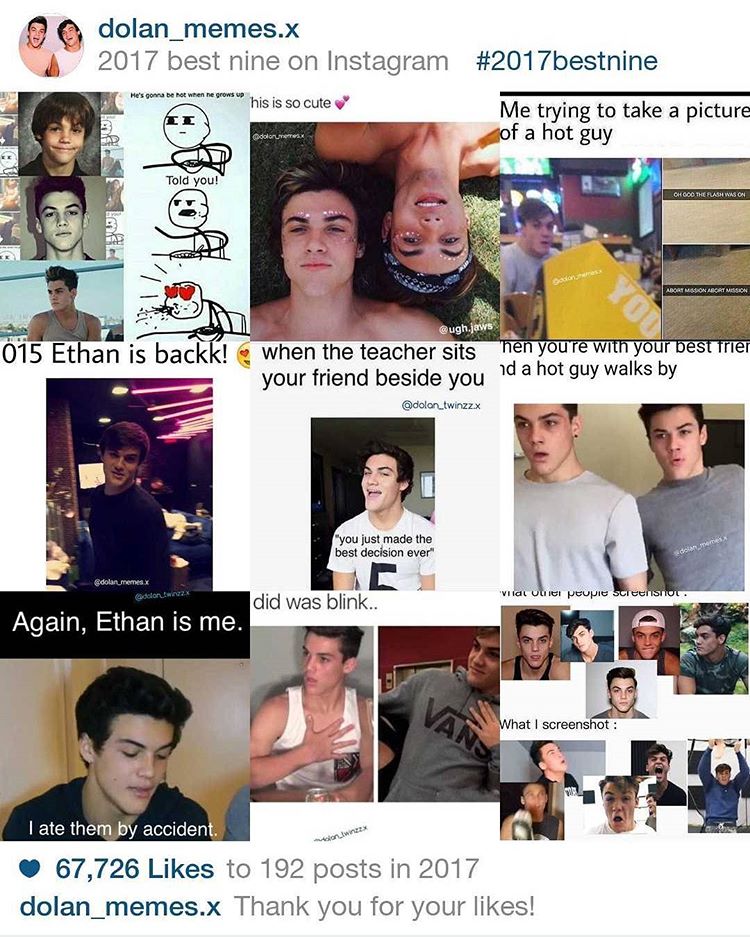 dolan_memes.x
2017 best nine on Instagram #2017bestnine
He's gonna be hot when he grows up
Told you!
his is so cute 💕
@dolan_memes.x
@ugh.jaws
Me trying to take a picture
of a hot guy
OH GOD THE FLASH WAS ON
@dolan_memes.x
YOU
ABORT MISSION ABORT MISSION
015 Ethan is backk! 😍
@dolan_memes.x
when the teacher sits
your friend beside you
@dolan_twinzz.x
"you just made the
best decision ever"
5
hen you're with your best frien
nd a hot guy walks by
@dolan_memes.x
@dolan_twinzz.x
Again, Ethan is me.
I ate them by accident.
did was blink..
VANS
@dolan_twinzz.x
What other people screenshot :
What I screenshot :
67,726 Likes to 192 posts in 2017
dolan_memes.x Thank you for your likes!